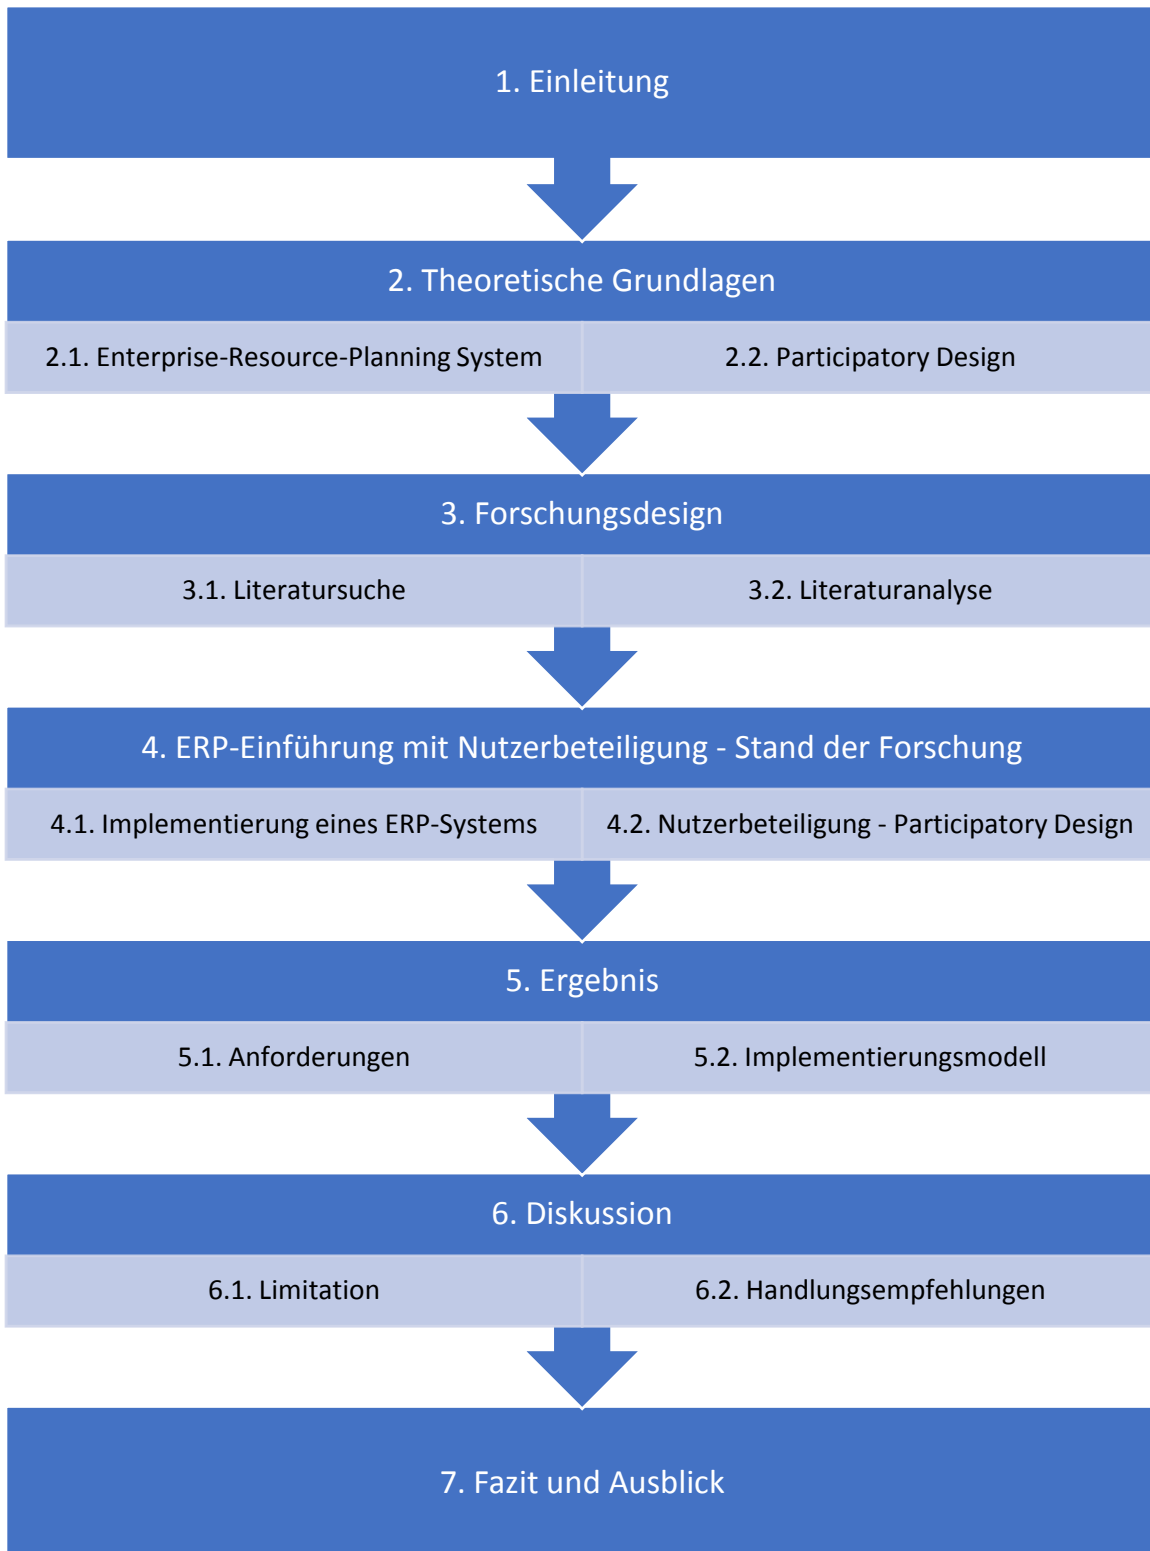 1. Einleitung
2. Theoretische Grundlagen
2.1. Enterprise-Resource-Planning System
2.2. Participatory Design
3. Forschungsdesign
3.1. Literatursuche
3.2. Literaturanalyse
4. ERP-Einführung mit Nutzerbeteiligung - Stand der Forschung
4.1. Implementierung eines ERP-Systems
4.2. Nutzerbeteiligung - Participatory Design
5. Ergebnis
5.1. Anforderungen
5.2. Implementierungsmodell
6. Diskussion
6.1. Limitation
6.2. Handlungsempfehlungen
7. Fazit und Ausblick